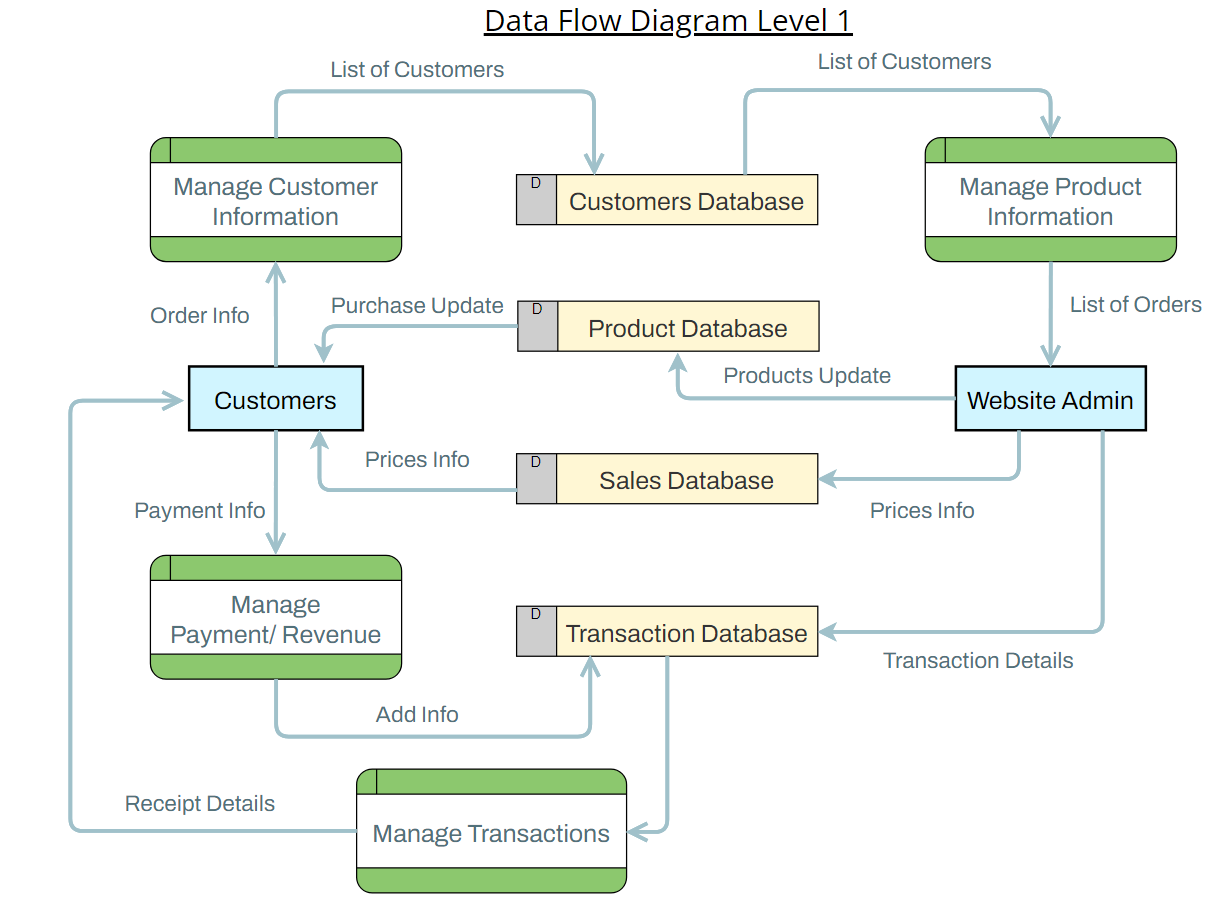 Data Flow Diagram Level 1
List of Customers
List of Customers
Manage Customer
Information
D
Customers Database
Manage Product
Information
Order Info
Purchase Update
D
Product Database
List of Orders
Products Update
Customers
Website Admin
Prices Info
D
Sales Database
Payment Info
Prices Info
Manage
Payment/ Revenue
D
Transaction Database
Transaction Details
Add Info
Receipt Details
Manage Transactions